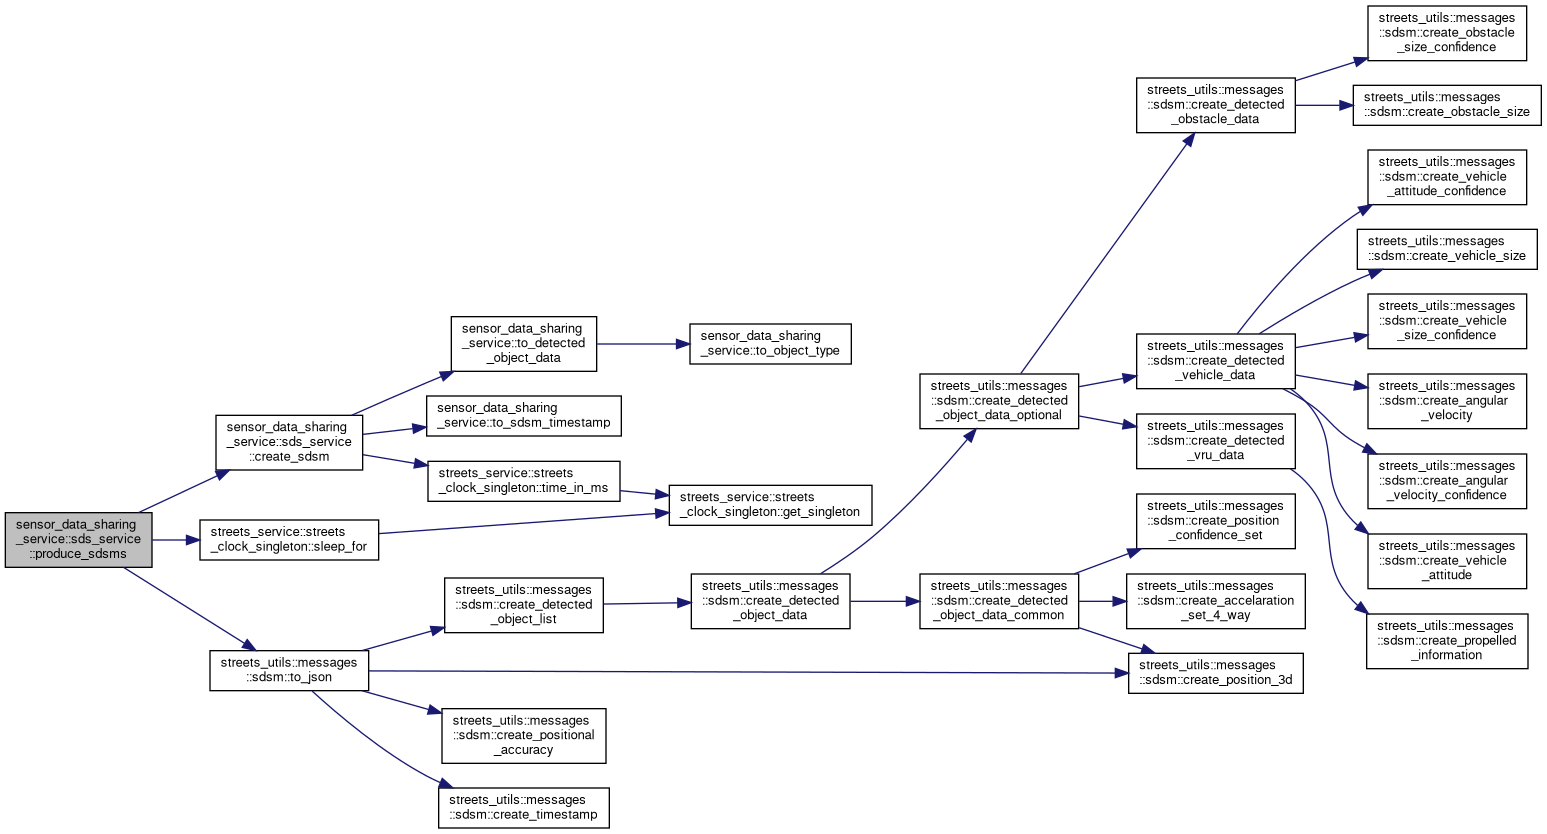 sensor_data_sharing
_service::sds_service
::produce_sdsms
sensor_data_sharing
_service::sds_service
::create_sdsm
streets_service::streets
_clock_singleton::sleep_for
streets_utils::messages
::sdsm::to_json
sensor_data_sharing
_service::to_detected
_object_data
sensor_data_sharing
_service::to_sdsm_timestamp
streets_service::streets
_clock_singleton::time_in_ms
streets_utils::messages
::sdsm::create_detected
_object_list
streets_utils::messages
::sdsm::create_positional
_accuracy
streets_utils::messages
::sdsm::create_timestamp
sensor_data_sharing
_service::to_object_type
streets_service::streets
_clock_singleton::get_singleton
streets_utils::messages
::sdsm::create_detected
_object_data
streets_utils::messages
::sdsm::create_detected
_object_data_optional
streets_utils::messages
::sdsm::create_detected
_object_data_common
streets_utils::messages
::sdsm::create_detected
_obstacle_data
streets_utils::messages
::sdsm::create_detected
_vehicle_data
streets_utils::messages
::sdsm::create_detected
_vru_data
streets_utils::messages
::sdsm::create_position
_confidence_set
streets_utils::messages
::sdsm::create_accelaration
_set_4_way
streets_utils::messages
::sdsm::create_position_3d
streets_utils::messages
::sdsm::create_obstacle
_size_confidence
streets_utils::messages
::sdsm::create_obstacle_size
streets_utils::messages
::sdsm::create_vehicle
_attitude_confidence
streets_utils::messages
::sdsm::create_vehicle_size
streets_utils::messages
::sdsm::create_vehicle
_size_confidence
streets_utils::messages
::sdsm::create_angular
_velocity
streets_utils::messages
::sdsm::create_angular
_velocity_confidence
streets_utils::messages
::sdsm::create_vehicle
_attitude
streets_utils::messages
::sdsm::create_propelled
_information